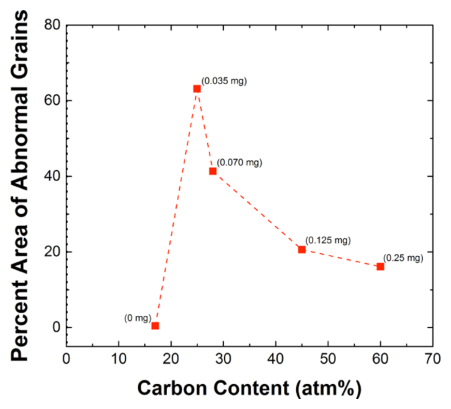 80
60
40
20
0
Percent Area of Abnormal Grains
(0.035 mg)
(0.070 mg)
(0.125 mg)
(0.25 mg)
(0 mg)
0 10 20 30 40 50 60 70
Carbon Content (atm%)